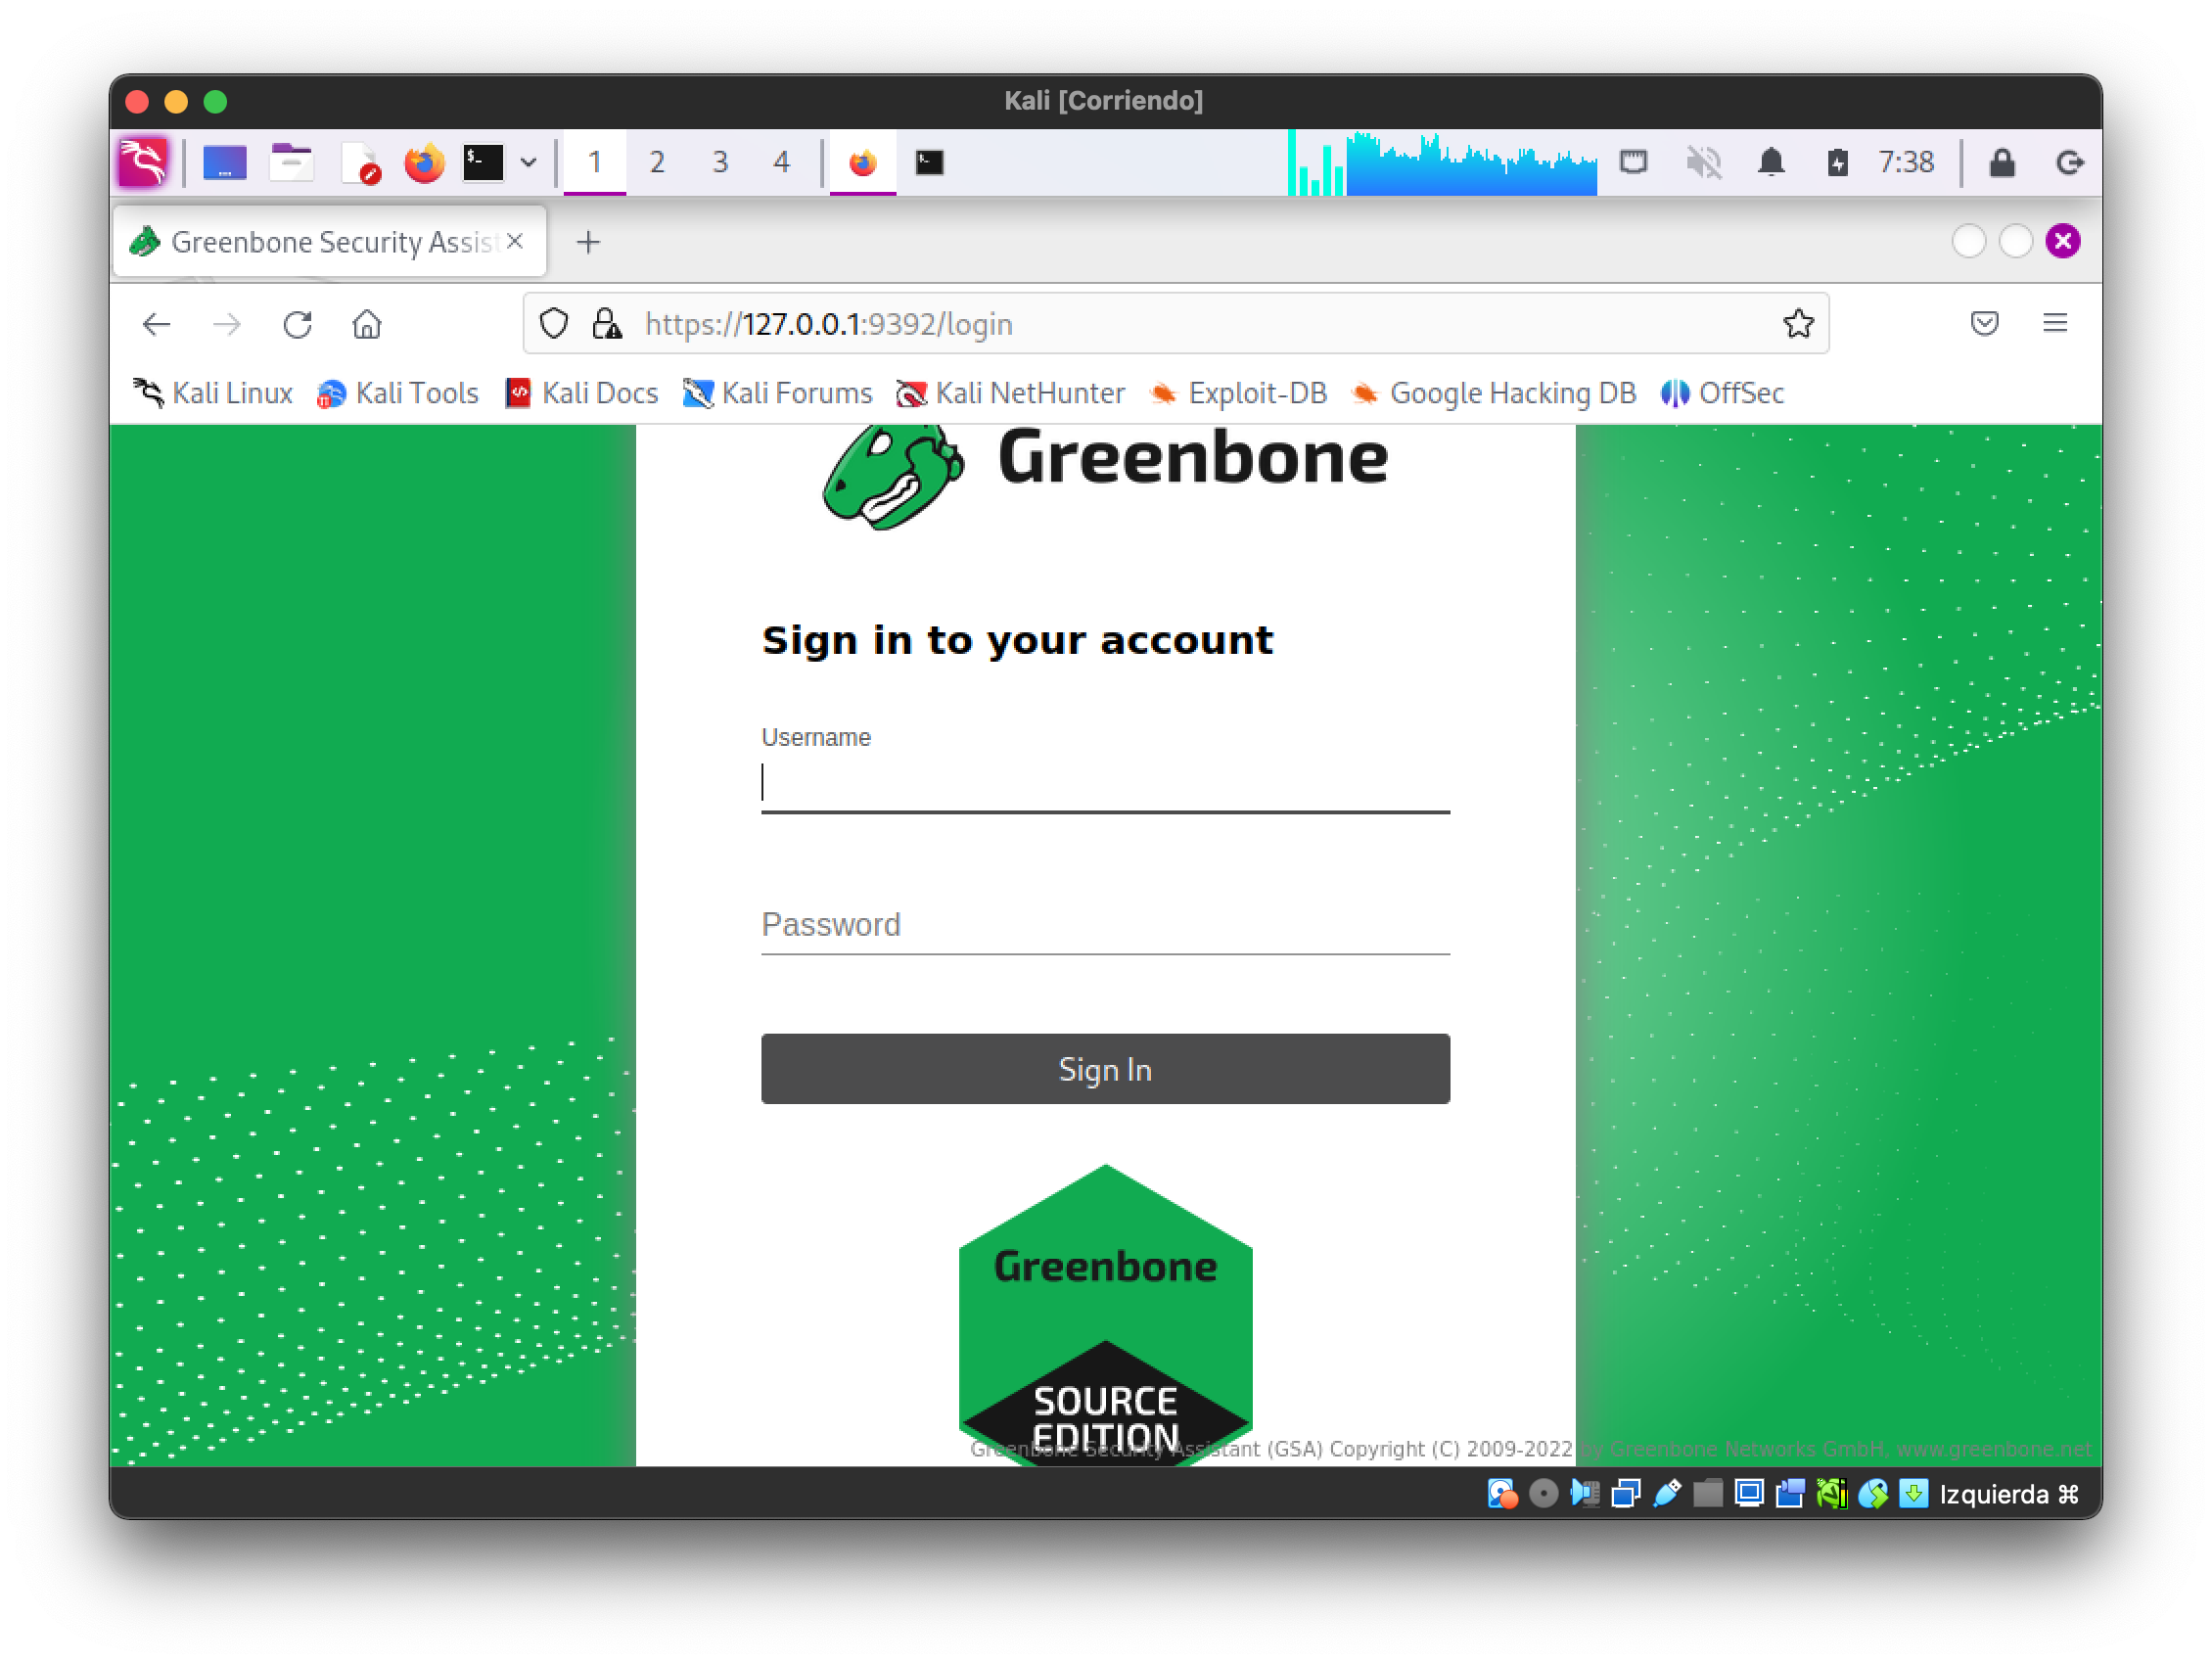 Kali [Corriendo]
1 2 3 4 7:38
Greenbone Security Assist
https://127.0.0.1:9392/login
Kali Linux Kali Tools Kali Docs Kali Forums Kali NetHunter Exploit-DB Google Hacking DB OffSec
Greenbone
Sign in to your account
Username
Password
Sign In
Greenbone
SOURCE
EDITION
Greenbone Security Assistant (GSA) Copyright (C) 2009-2022 by Greenbone Networks GmbH, www.greenbone.net
Izquierda ⌘